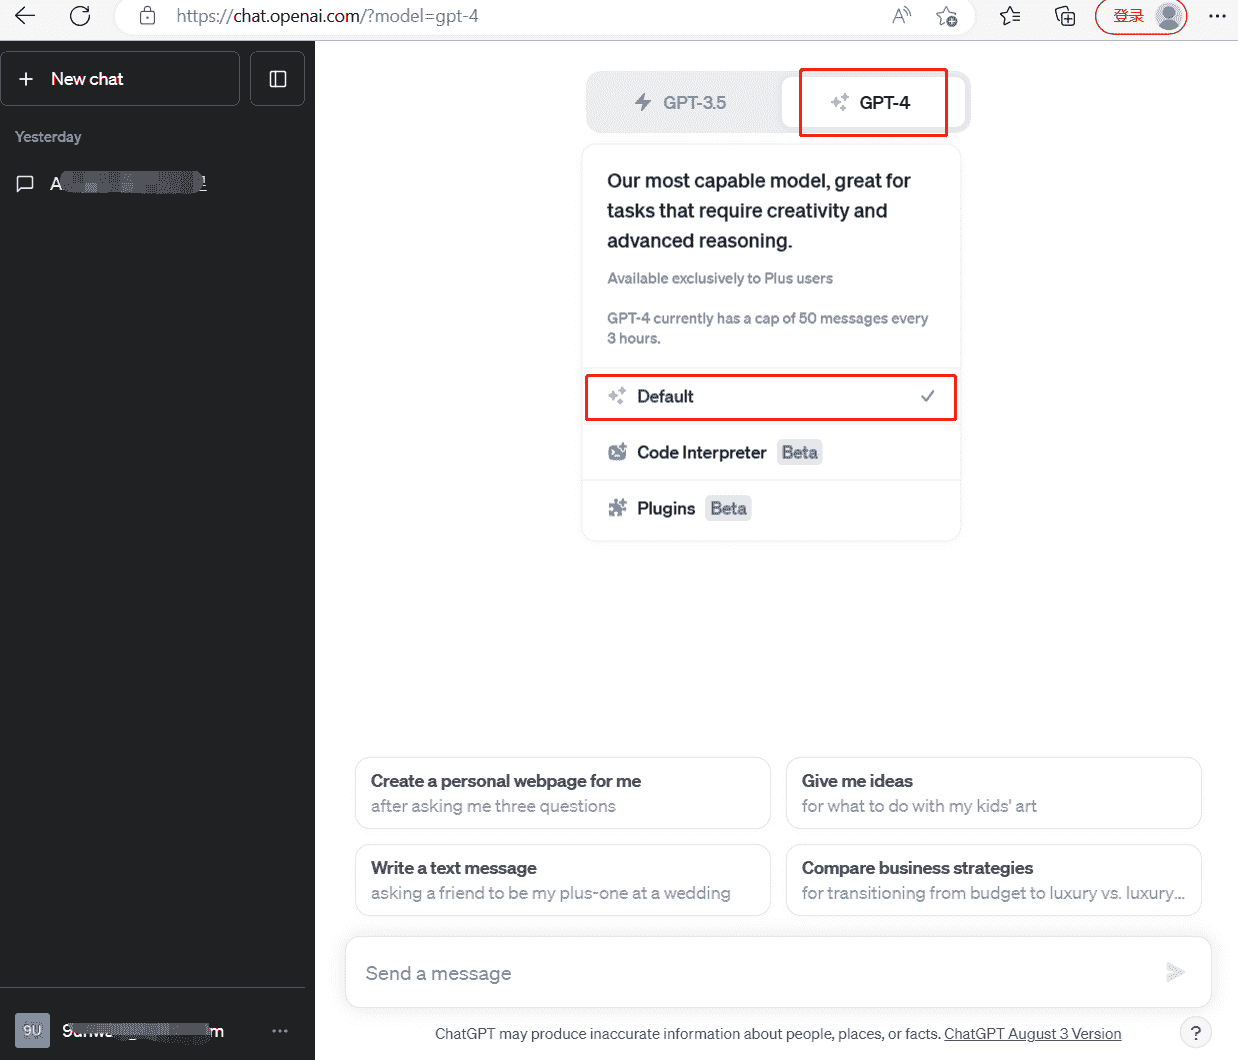 https://chat.openai.com/?model=gpt-4
登录
New chat
Yesterday
A
GPT-3.5
GPT-4
Our most capable model, great for
tasks that require creativity and
advanced reasoning.
Available exclusively to Plus users
GPT-4 currently has a cap of 50 messages every
3 hours.
Default
Code Interpreter Beta
Plugins Beta
Create a personal webpage for me
after asking me three questions
Give me ideas
for what to do with my kids' art
Write a text message
asking a friend to be my plus-one at a wedding
Compare business strategies
for transitioning from budget to luxury vs. luxury...
Send a message
9U
ChatGPT may produce inaccurate information about people, places, or facts. ChatGPT August 3 Version
?